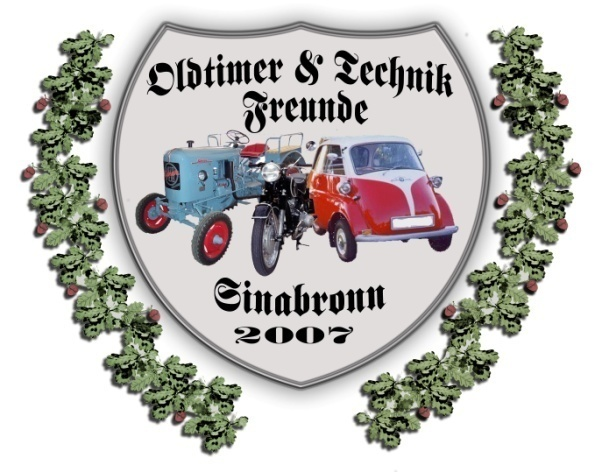 Oldtimer & Technik
Freunde
Sinabronn
2007